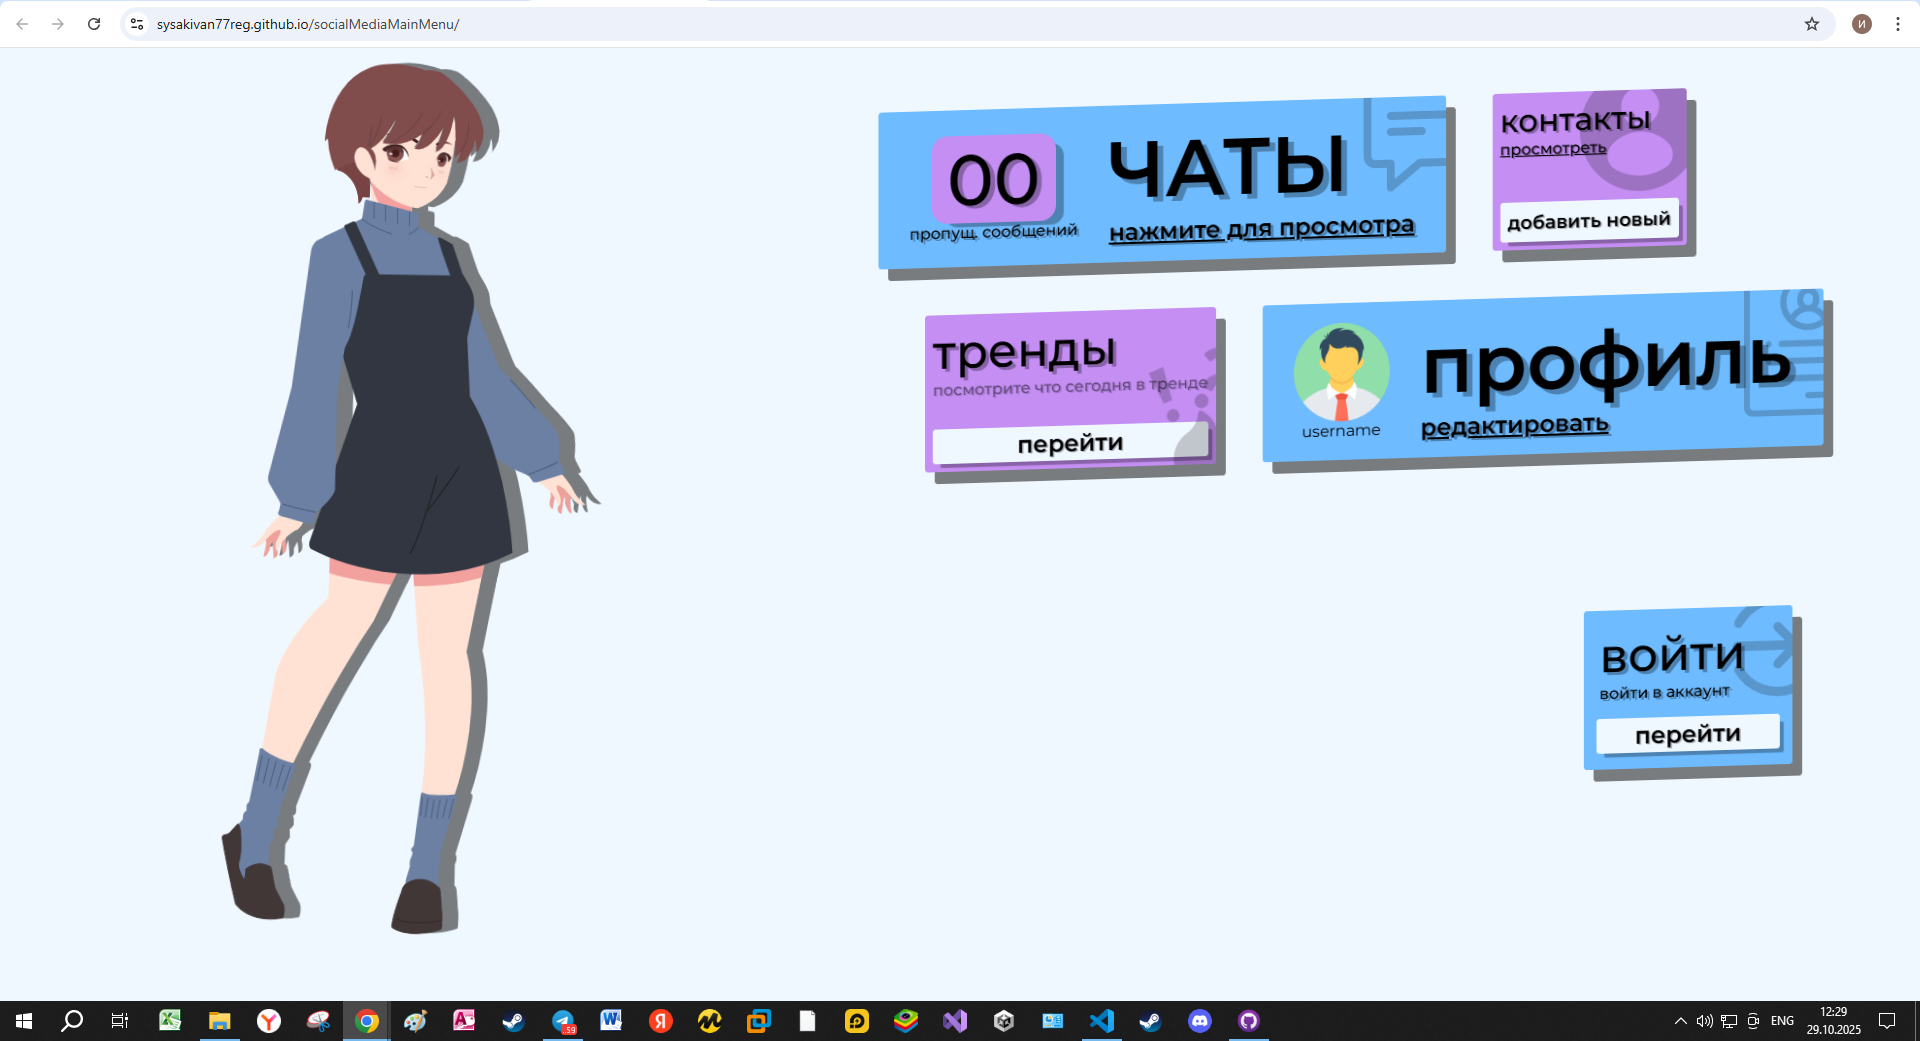 sysakivan77reg.github.io/socialMediaMainMenu/
И
00
пропущ. сообщений
ЧАТЫ
нажмите для просмотра
контакты
просмотреть
добавить новый
тренды
посмотрите что сегодня в тренде
перейти
username
профиль
редактировать
войти
войти в аккаунт
перейти
59
ENG
12:29
29.10.2025